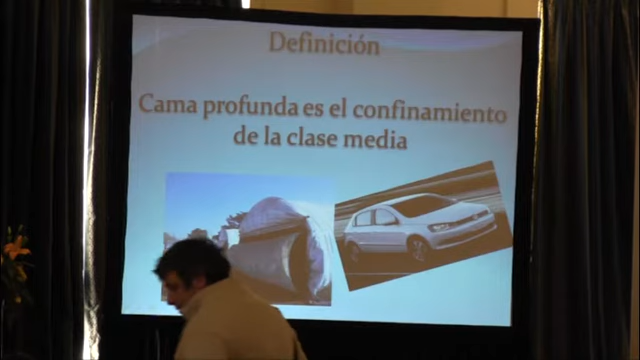 Definición
Cama profunda es el confinamiento
de la clase media